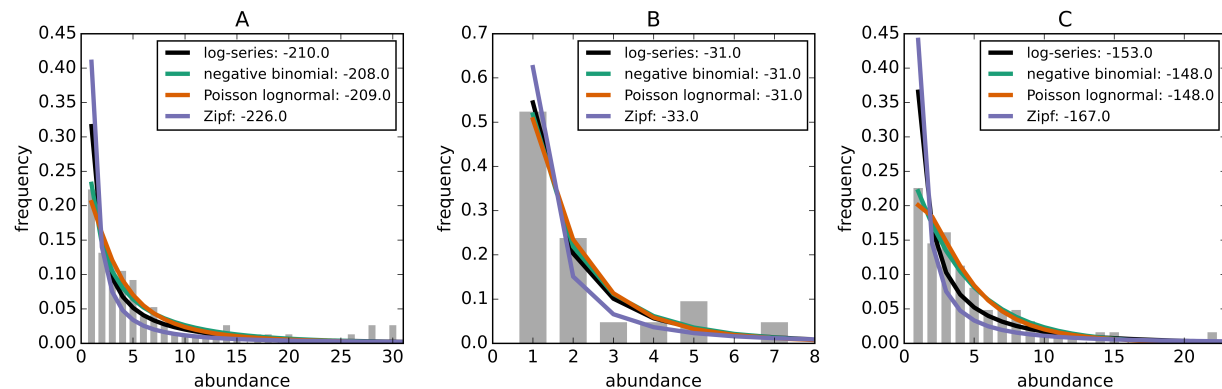 A
frequency
0.45
0.40
0.35
0.30
0.25
0.20
0.15
0.10
0.05
0.00
log-series: -210.0
negative binomial: -208.0
Poisson lognormal: -209.0
Zipf: -226.0
0 5 10 15 20 25 30
abundance
B
frequency
0.7
0.6
0.5
0.4
0.3
0.2
0.1
0.0
log-series: -31.0
negative binomial: -31.0
Poisson lognormal: -31.0
Zipf: -33.0
0 1 2 3 4 5 6 7 8
abundance
C
frequency
0.45
0.40
0.35
0.30
0.25
0.20
0.15
0.10
0.05
0.00
log-series: -153.0
negative binomial: -148.0
Poisson lognormal: -148.0
Zipf: -167.0
0 5 10 15 20
abundance